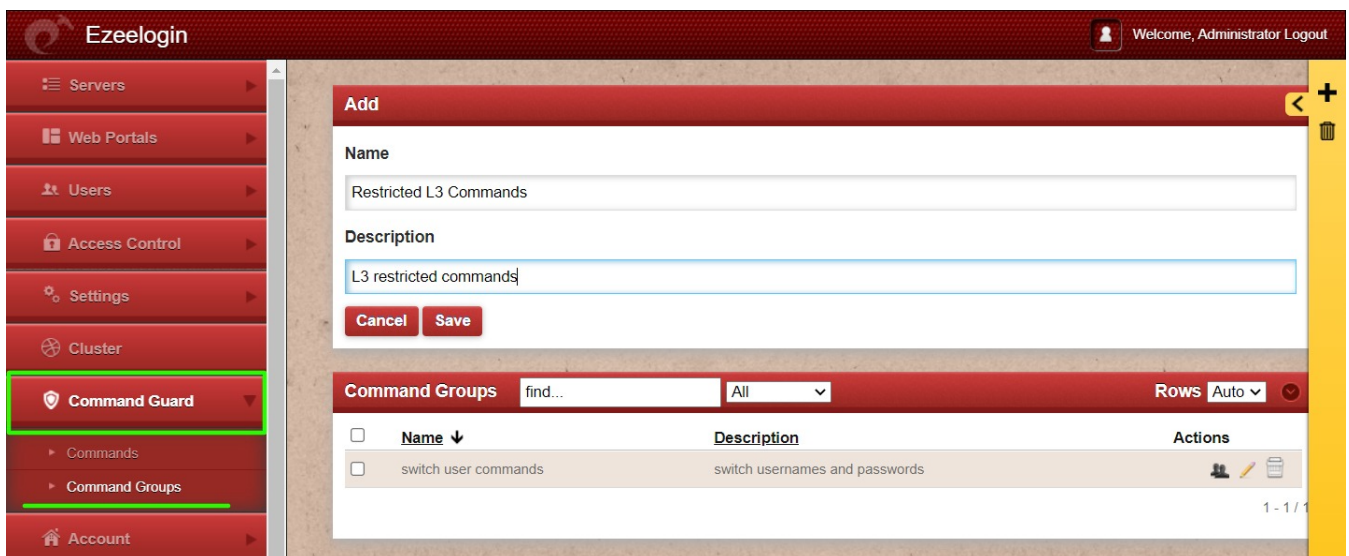 Ezeelogin
Welcome, Administrator Logout
Servers
Web Portals
Users
Access Control
Settings
Cluster
Command Guard
Commands
Command Groups
Account
Add
Name
Restricted L3 Commands
Description
L3 restricted commands
Cancel Save
Command Groups find... All Rows Auto
Name Description Actions
switch user commands switch usernames and passwords
1 - 1 / 1